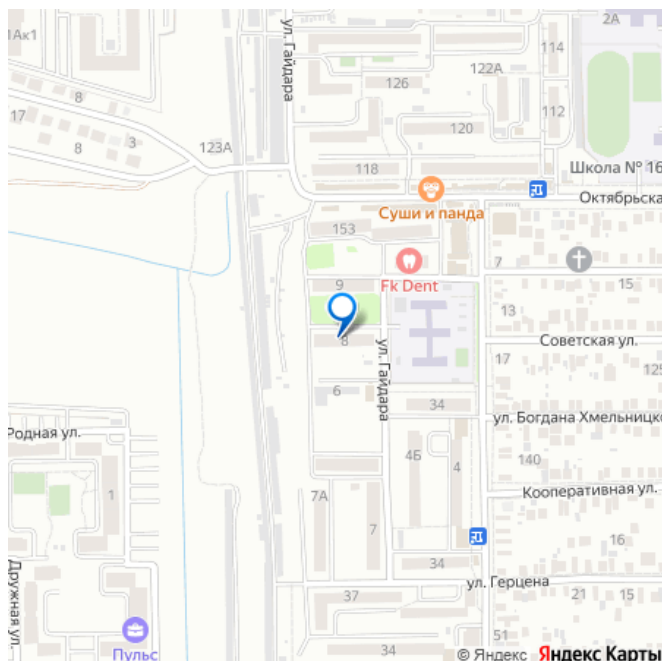 2А
1Ак1
ул. Гайдара
114
122А
126
8
112
17
120
3
123А
8
118
Школа № 16
Суши и панда
Октябрьска
153
7
Fk Dent
9
15
13
8
Советская ул.
17
ул. Гайдара
125
6
34
ул. Богдана Хмельницко
Родная ул.
4Б
4
140
Кооперативная ул.
1
7А
7
16
34
Дружная ул.
ул. Герцена
21
15
37
Пульс
51
34
© Яндекс Яндекс Карты